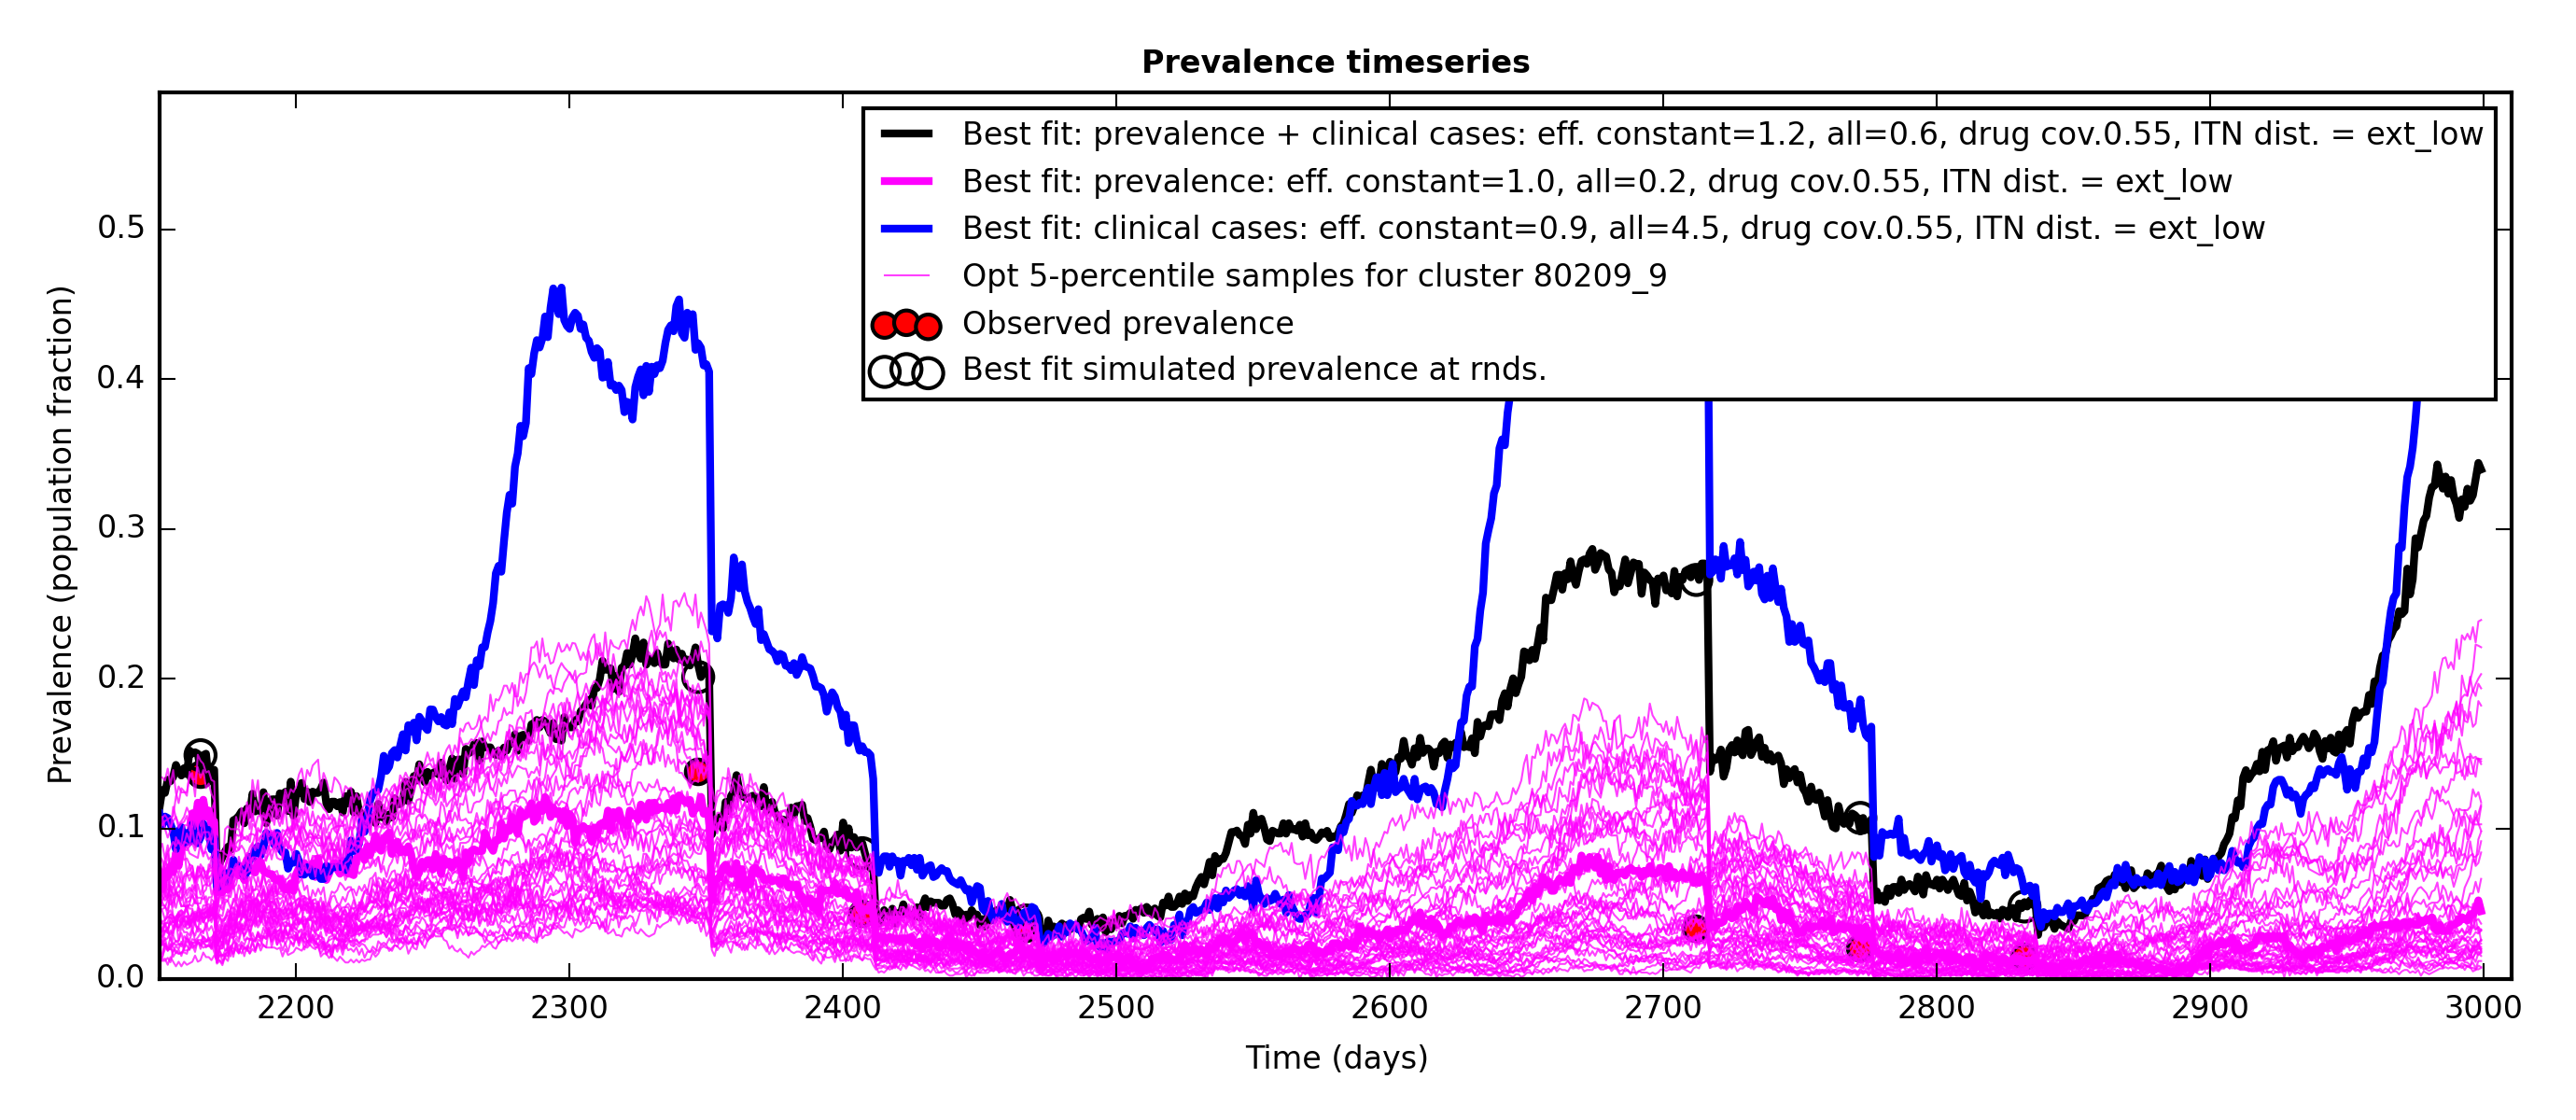 Prevalence timeseries
Best fit: prevalence + clinical cases: eff. constant=1.2, all=0.6, drug cov.0.55, ITN dist. = ext_low
Best fit: prevalence: eff. constant=1.0, all=0.2, drug cov.0.55, ITN dist. = ext_low
Best fit: clinical cases: eff. constant=0.9, all=4.5, drug cov.0.55, ITN dist. = ext_low
Opt 5-percentile samples for cluster 80209_9
Observed prevalence
Best fit simulated prevalence at rnds.
Prevalence (population fraction)
0.5
0.4
0.3
0.2
0.1
0.0
2200 2300 2400 2500 2600 2700 2800 2900 3000
Time (days)